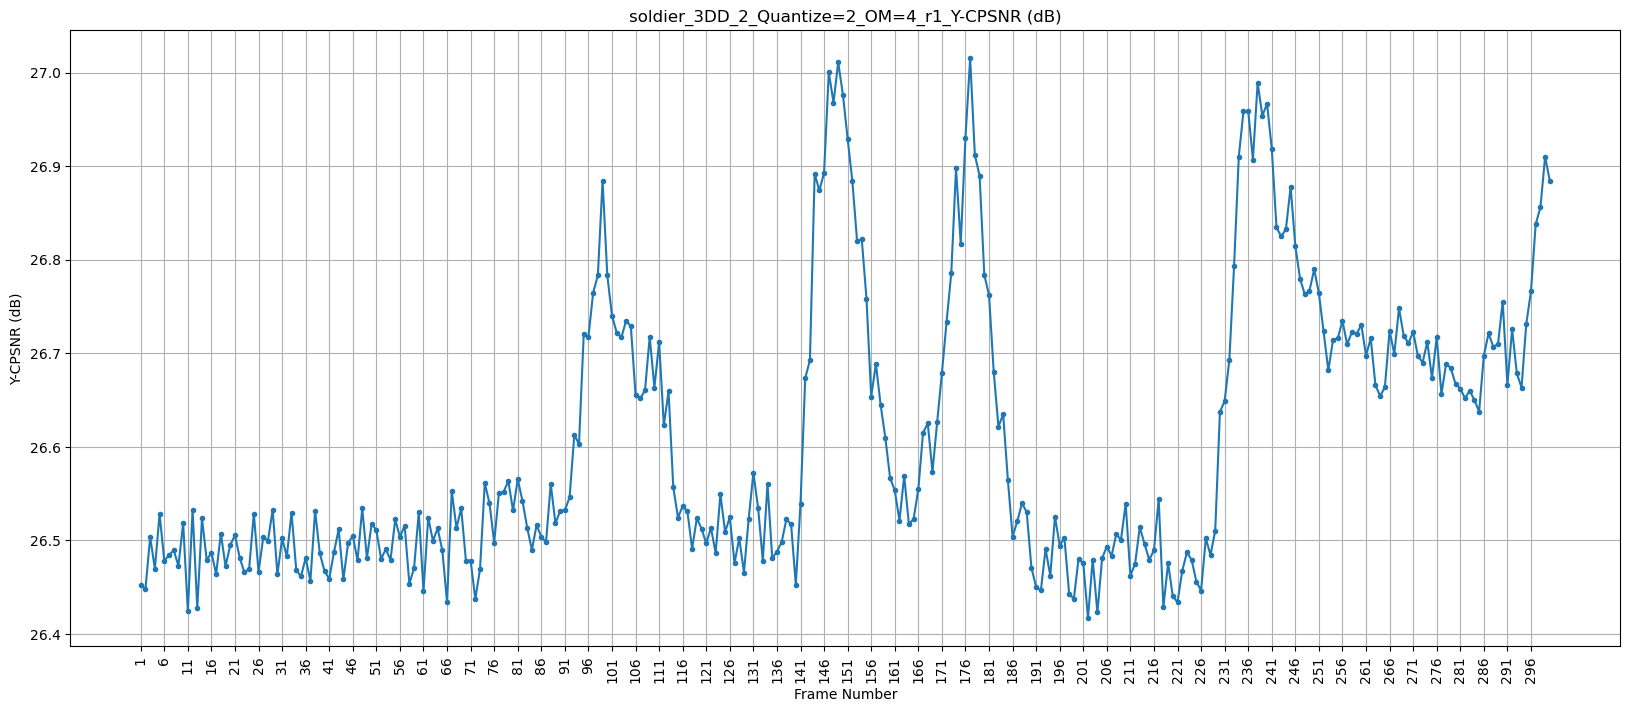 soldier_3DD_2_Quantize=2_OM=4_r1_Y-CPSNR (dB)
Y-CPSNR (dB)
27.0
26.9
26.8
26.7
26.6
26.5
26.4
1 6 11 16 21 26 31 36 41 46 51 56 61 66 71 76 81 86 91 96 101 106 111 116 121 126 131 136 141 146 151 156 161 166 171 176 181 186 191 196 201 206 211 216 221 226 231 236 241 246 251 256 261 266 271 276 281 286 291 296
Frame Number